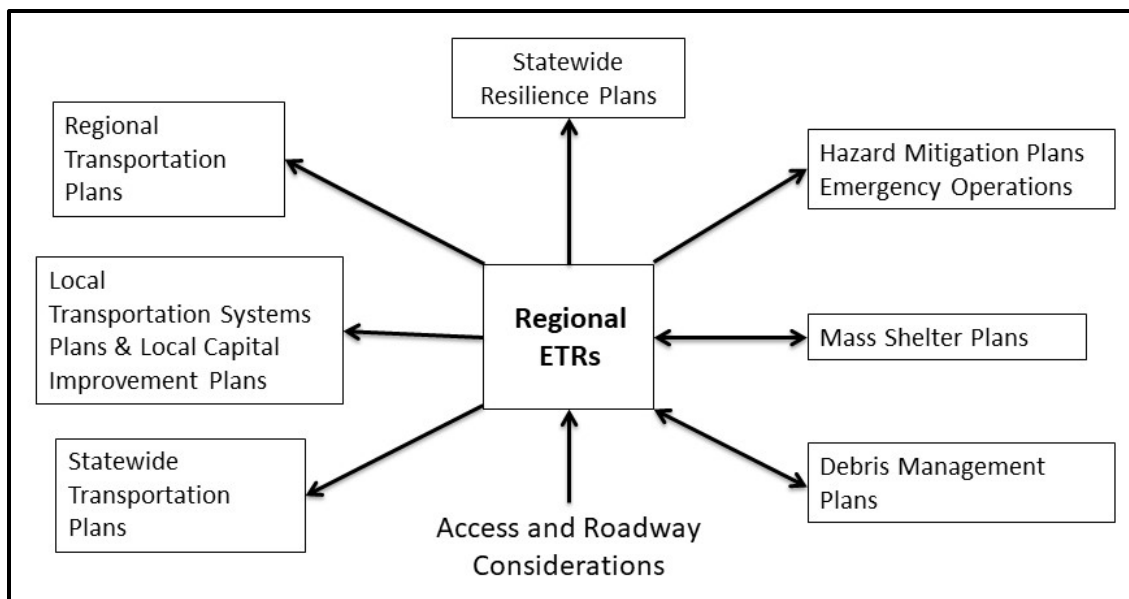 Statewide
Resilience Plans
Regional
Transportation
Plans
Hazard Mitigation Plans
Emergency Operations
Local
Transportation Systems
Plans & Local Capital
Improvement Plans
Regional
ETRs
Mass Shelter Plans
Statewide
Transportation
Plans
Debris Management
Plans
Access and Roadway
Considerations